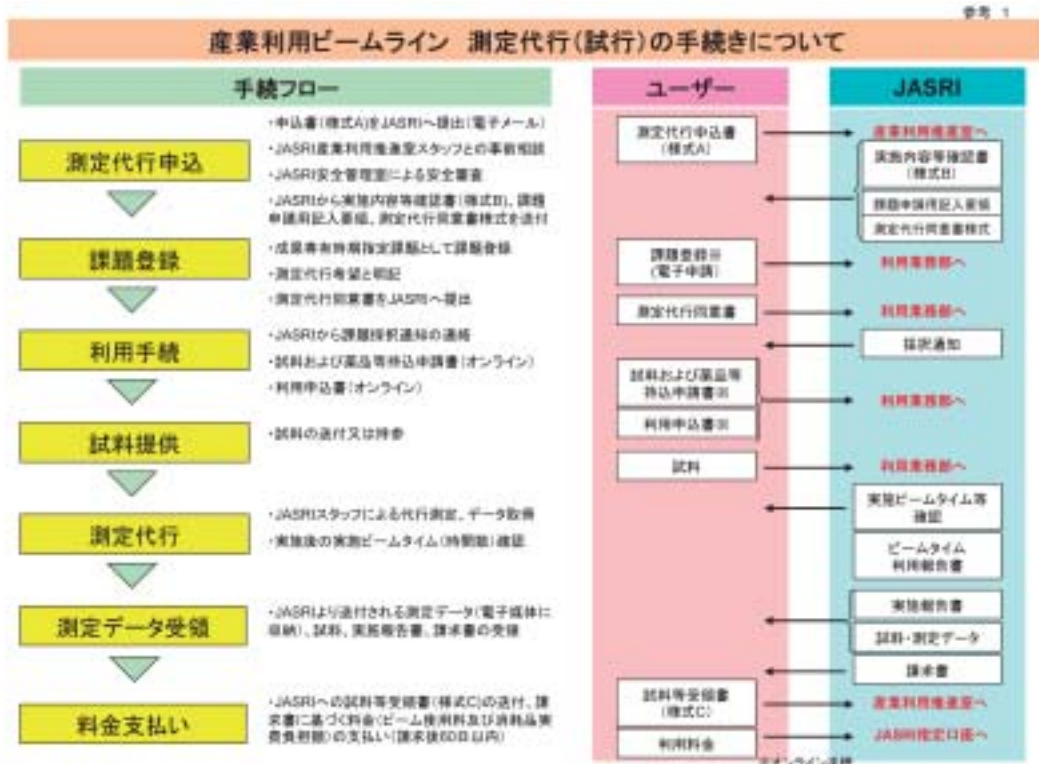 参考 1
産業利用ビームライン 測定代行(試行)の手続きについて
手続フロー
ユーザー
JASRI
測定代行申込
・申込書(様式A)をJASRIへ提出(電子メール)
・JASRI産業利用推進室スタッフとの事前相談
・JASRI安全管理室による安全審査
・JASRIから実施内容等確認書(様式B)、課題
申請用記入要領、測定代行同意書様式を送付
測定代行申込書
(様式A)
産業利用推進室へ
実施内容等確認書
(様式B)
課題申請用記入要領
測定代行同意書様式
課題登録
・成果専有時期指定課題として課題登録
・測定代行希望と明記
・測定代行同意書をJASRIへ提出
課題登録※
(電子申請)
利用業務部へ
測定代行同意書
利用業務部へ
利用手続
・JASRIから課題採択通知の連絡
・試料および薬品等持込申請書(オンライン)
・利用申込書(オンライン)
採択通知
試料および薬品等
持込申請書※
利用申込書※
利用業務部へ
試料提供
・試料の送付又は持参
試料
利用業務部へ
測定代行
・JASRIスタッフによる代行測定、データ取得
・実施後の実施ビームタイム(時間数)確認
実施ビームタイム等
確認
ビームタイム
利用報告書
測定データ受領
・JASRIより送付される測定データ(電子媒体に
収納)、試料、実施報告書、請求書の受領
実施報告書
試料・測定データ
請求書
料金支払い
・JASRIへの試料等受領書(様式C)の送付、請
求書に基づく料金(ビーム使用料及び消耗品実
費負担額)の支払い(請求後60日以内)
試料等受領書
(様式C)
産業利用推進室へ
利用料金
JASRI指定口座へ
※オンライン手続